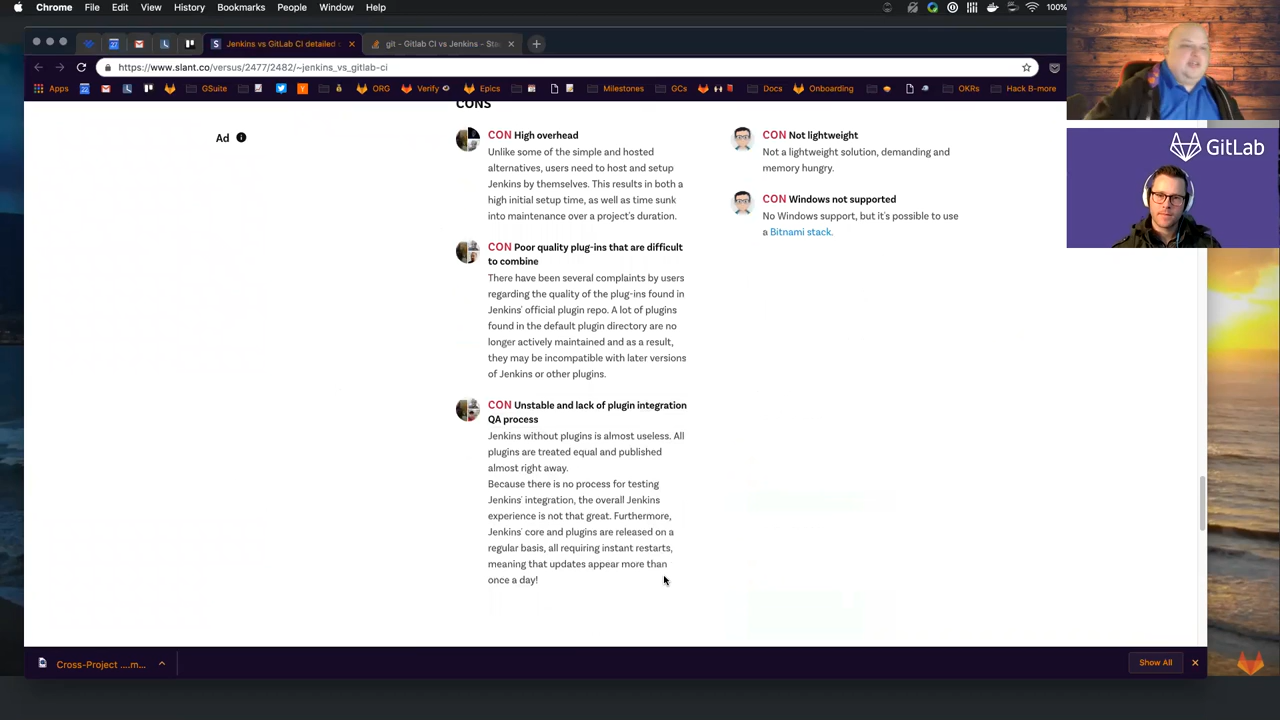 Chrome File Edit View History Bookmarks People Window Help 100%
Jenkins vs GitLab CI detailed
git - Gitlab CI vs Jenkins - Sta
https://www.slant.co/versus/2477/2482/~jenkins_vs_gitlab-ci
Apps GSuite ORG Verify Epics Milestones GCs Docs Onboarding OKRs Hack B-more
GitLab
CONS
Ad
CON High overhead
Unlike some of the simple and hosted
alternatives, users need to host and setup
Jenkins by themselves. This results in both a
high initial setup time, as well as time sunk
into maintenance over a project's duration.
CON Poor quality plug-ins that are difficult
to combine
There have been several complaints by users
regarding the quality of the plug-ins found in
Jenkins' official plugin repo. A lot of plugins
found in the default plugin directory are no
longer actively maintained and as a result,
they may be incompatible with later versions
of Jenkins or other plugins.
CON Unstable and lack of plugin integration
QA process
Jenkins without plugins is almost useless. All
plugins are treated equal and published
almost right away.
Because there is no process for testing
Jenkins' integration, the overall Jenkins
experience is not that great. Furthermore,
Jenkins' core and plugins are released on a
regular basis, all requiring instant restarts,
meaning that updates appear more than
once a day!
CON Not lightweight
Not a lightweight solution, demanding and
memory hungry.
CON Windows not supported
No Windows support, but it's possible to use
a Bitnami stack.
Cross-Project ....m...
Show All